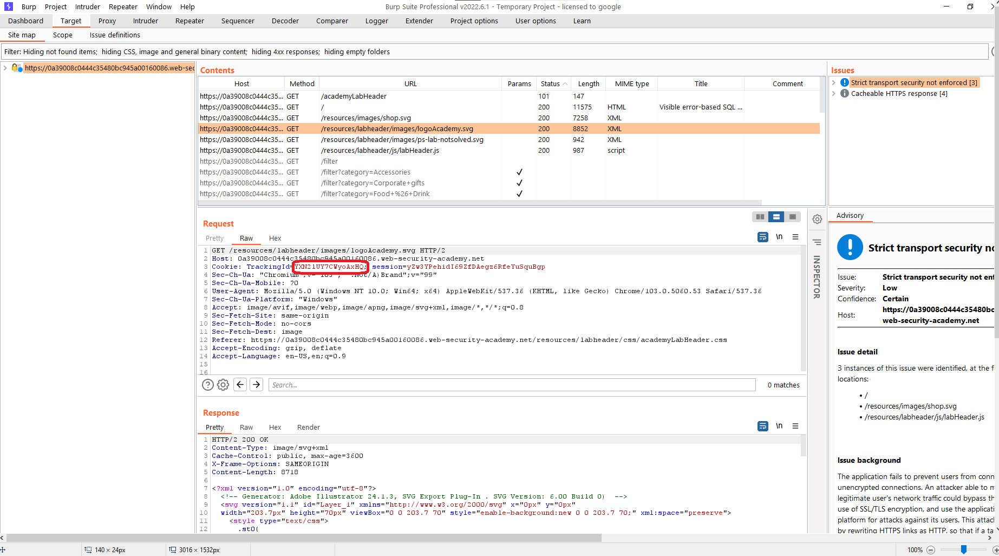 Burp Project Intruder Repeater Window Help
Burp Suite Professional v2022.6.1 - Temporary Project - licensed to google
Dashboard Target Proxy Intruder Repeater Sequencer Decoder Comparer Logger Extender Project options User options Learn
Site map Scope Issue definitions
Filter: Hiding not found items; hiding CSS, image and general binary content; hiding 4xx responses; hiding empty folders
https://0a39008c0444c35480bc945a00160086.web-sec
Contents
Host Method URL Params Status Length MIME type Title Comment
https://0a39008c0444c35... GET /academyLabHeader 101 147
https://0a39008c0444c35... GET / 200 11575 HTML Visible error-based SQL ...
https://0a39008c0444c35... GET /resources/images/shop.svg 200 7258 XML
https://0a39008c0444c35... GET /resources/labheader/images/logoAcademy.svg 200 8852 XML
https://0a39008c0444c35... GET /resources/labheader/images/ps-lab-notsolved.svg 200 942 XML
https://0a39008c0444c35... GET /resources/labheader/js/labHeader.js 200 987 script
https://0a39008c0444c35... GET /filter
https://0a39008c0444c35... GET /filter?category=Accessories ✓
https://0a39008c0444c35... GET /filter?category=Corporate+gifts ✓
https://0a39008c0444c35... GET /filter?category=Food+%26+Drink ✓
Request
Pretty Raw Hex
\n
1 GET /resources/labheader/images/logoAcademy.svg HTTP/2
2 Host: 0a39008c0444c35480bc945a00160086.web-security-academy.net
3 Cookie: TrackingId=YXN21UY7CWyoAxHQ; session=yZw3YPehidI69ZfDAegz6RfeYuSquBgp
4 Sec-Ch-Ua: "Chromium";v="103", ".Not/A)Brand";v="99"
5 Sec-Ch-Ua-Mobile: ?0
6 User-Agent: Mozilla/5.0 (Windows NT 10.0; Win64; x64) AppleWebKit/537.36 (KHTML, like Gecko) Chrome/103.0.5060.53 Safari/537.36
7 Sec-Ch-Ua-Platform: "Windows"
8 Accept: image/avif,image/webp,image/apng,image/svg+xml,image/*,*/*;q=0.8
9 Sec-Fetch-Site: same-origin
10 Sec-Fetch-Mode: no-cors
11 Sec-Fetch-Dest: image
12 Referer: https://0a39008c0444c35480bc945a00160086.web-security-academy.net/resources/labheader/css/academyLabHeader.css
13 Accept-Encoding: gzip, deflate
14 Accept-Language: en-US,en;q=0.9
15
16
Search...
0 matches
Response
Pretty Raw Hex Render
\n
1 HTTP/2 200 OK
2 Content-Type: image/svg+xml
3 Cache-Control: public, max-age=3600
4 X-Frame-Options: SAMEORIGIN
5 Content-Length: 8718
6
7 <?xml version="1.0" encoding="utf-8"?>
8 <!-- Generator: Adobe Illustrator 24.1.3, SVG Export Plug-In . SVG Version: 6.00 Build 0) -->
9 <svg version="1.1" id="Layer_1" xmlns="http://www.w3.org/2000/svg" x="0px" y="0px"
10 width="203.7px" height="70px" viewBox="0 0 203.7 70" style="enable-background:new 0 0 203.7 70;" xml:space="preserve">
11 <style type="text/css">
12 .st0{
INSPECTOR
Issues
Strict transport security not enforced [3]
Cacheable HTTPS response [4]
Advisory
Strict transport security no
Issue: Strict transport security not enf
Severity: Low
Confidence: Certain
Host: https://0a39008c0444c35480bc
web-security-academy.net
Issue detail
3 instances of this issue were identified, at the f
locations:
• /
• /resources/images/shop.svg
• /resources/labheader/js/labHeader.js
Issue background
The application fails to prevent users from conn
unencrypted connections. An attacker able to m
legitimate user's network traffic could bypass th
use of SSL/TLS encryption, and use the applicati
platform for attacks against its users. This attac
by rewriting HTTPS links as HTTP, so that if a ta
140 × 24px
3016 × 1532px
100%